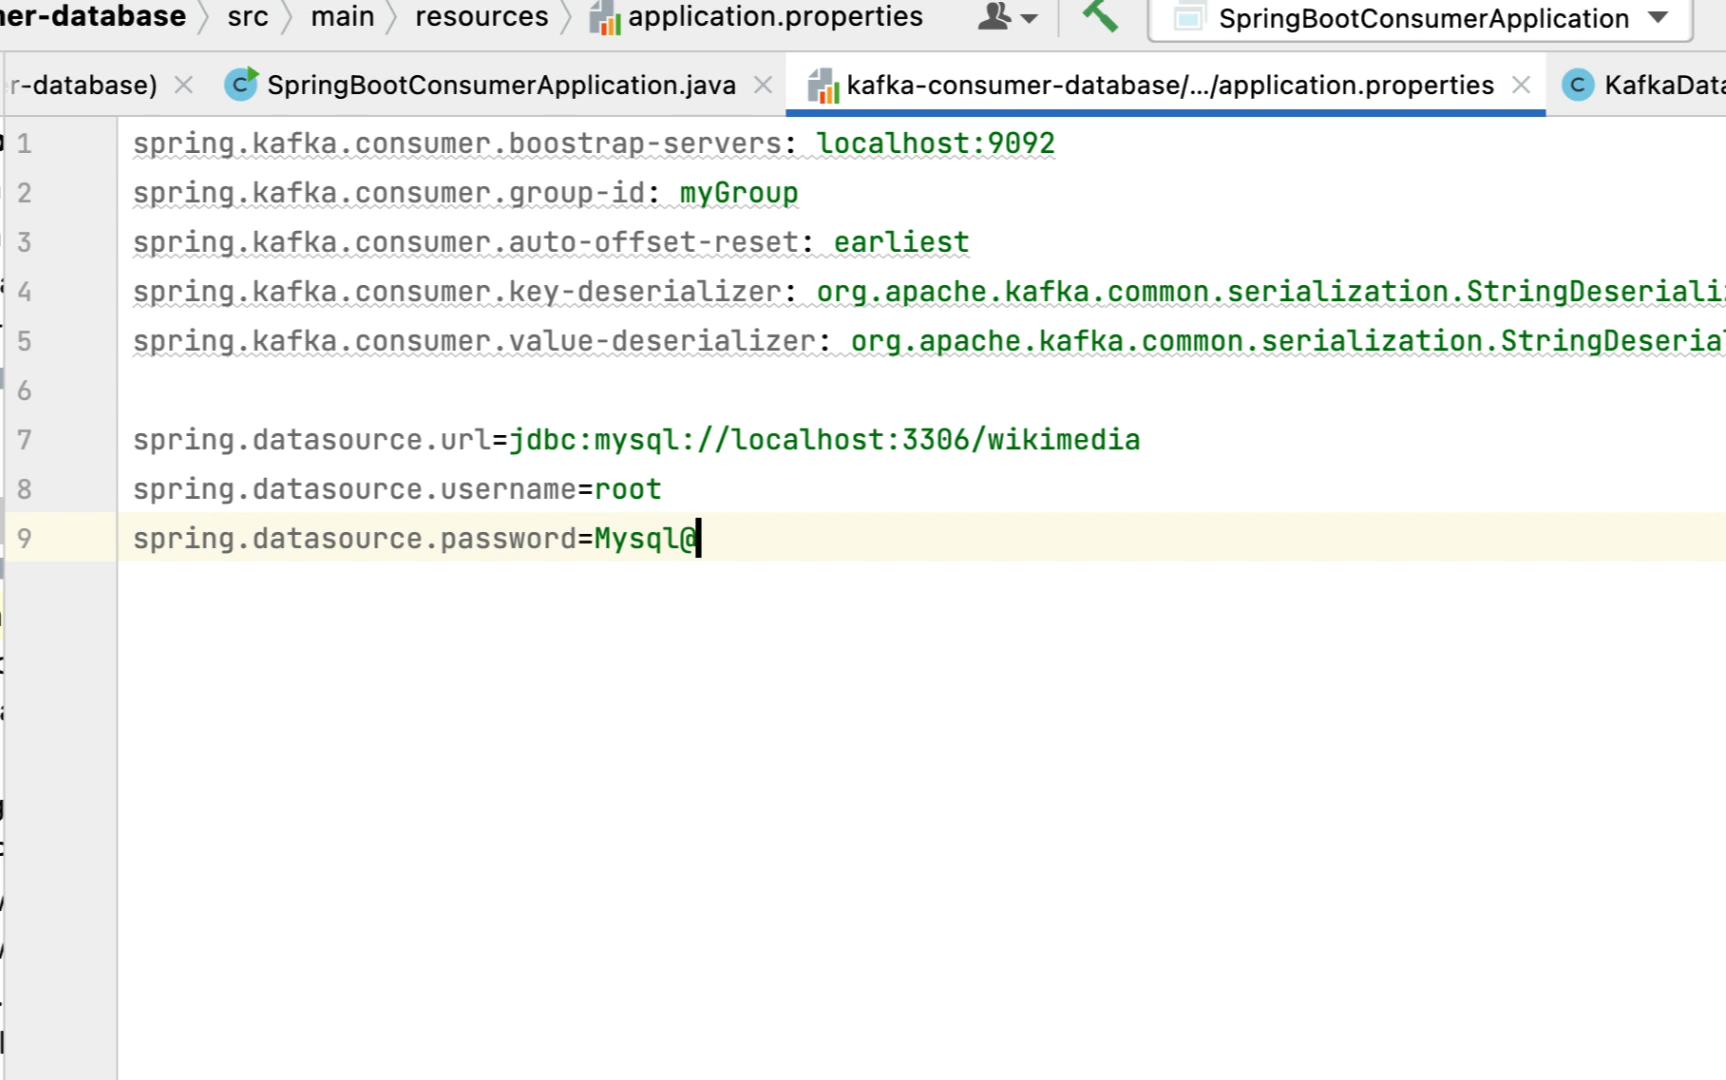 er-database src main resources application.properties SpringBootConsumerApplication
r-database) SpringBootConsumerApplication.java kafka-consumer-database/.../application.properties KafkaData
1 spring.kafka.consumer.boostrap-servers: localhost:9092
2 spring.kafka.consumer.group-id: myGroup
3 spring.kafka.consumer.auto-offset-reset: earliest
4 spring.kafka.consumer.key-deserializer: org.apache.kafka.common.serialization.StringDeseriali
5 spring.kafka.consumer.value-deserializer: org.apache.kafka.common.serialization.StringDeseria
6
7 spring.datasource.url=jdbc:mysql://localhost:3306/wikimedia
8 spring.datasource.username=root
9 spring.datasource.password=Mysql@